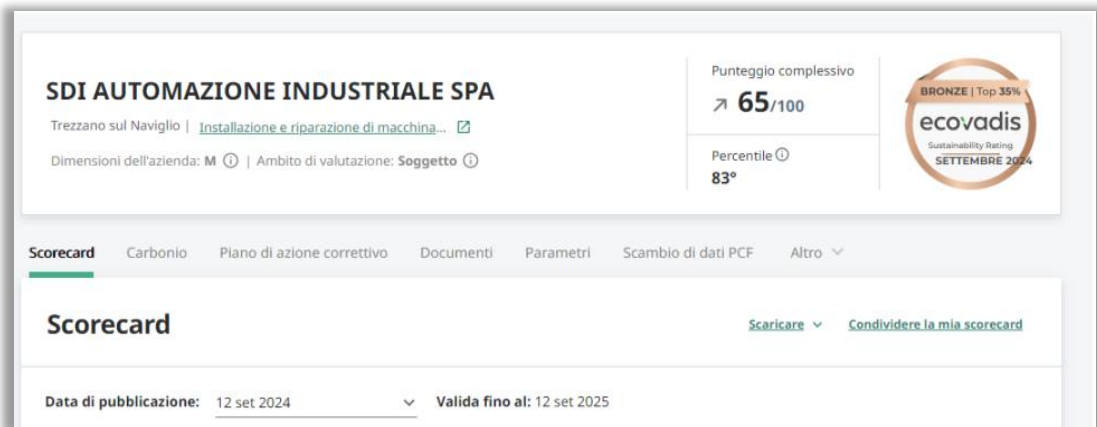 SDI AUTOMAZIONE INDUSTRIALE SPA
Trezzano sul Naviglio | Installazione e riparazione di macchina...
Dimensioni dell'azienda: M | Ambito di valutazione: Soggetto
Punteggio complessivo
65/100
Percentile
83°
BRONZE | Top 35%
ecovadis
Sustainability Rating
SETTEMBRE 2024
Scorecard Carbonio Piano di azione correttivo Documenti Parametri Scambio di dati PCF Altro
Scorecard
Scaricare Condividere la mia scorecard
Data di pubblicazione: 12 set 2024 Valida fino al: 12 set 2025